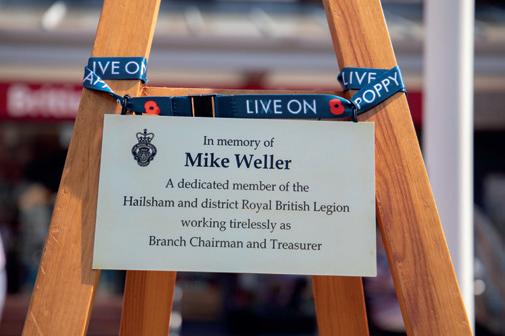 LIVE ON
LIVE
POPPY
LIVE ON
In memory of
Mike Weller
A dedicated member of the
Hailsham and district Royal British Legion
working tirelessly as
Branch Chairman and Treasurer